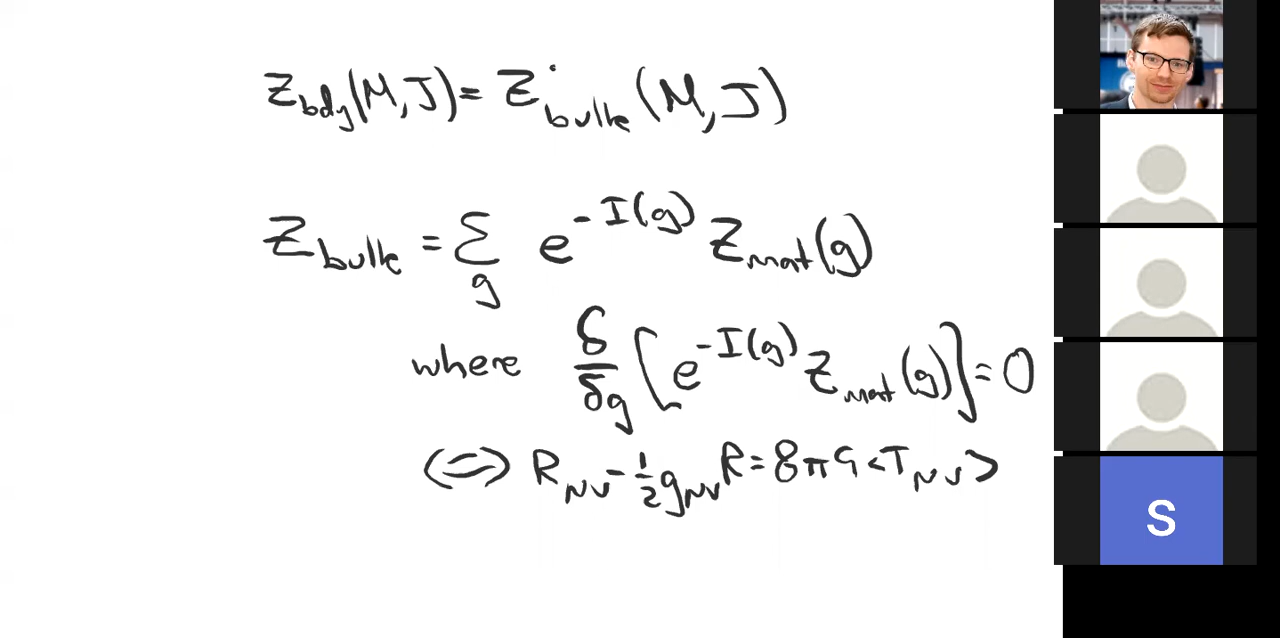 Z_bdy(M,J) = Z_bulk(M,J)
Z_bulk = Σ_g e^{-I(g)} Z_mat(g)
where δ/δg [e^{-I(g)} Z_mat(g)] = 0
⟺ R_μν - 1/2 g_μν R = 8πG <T_μν>
S